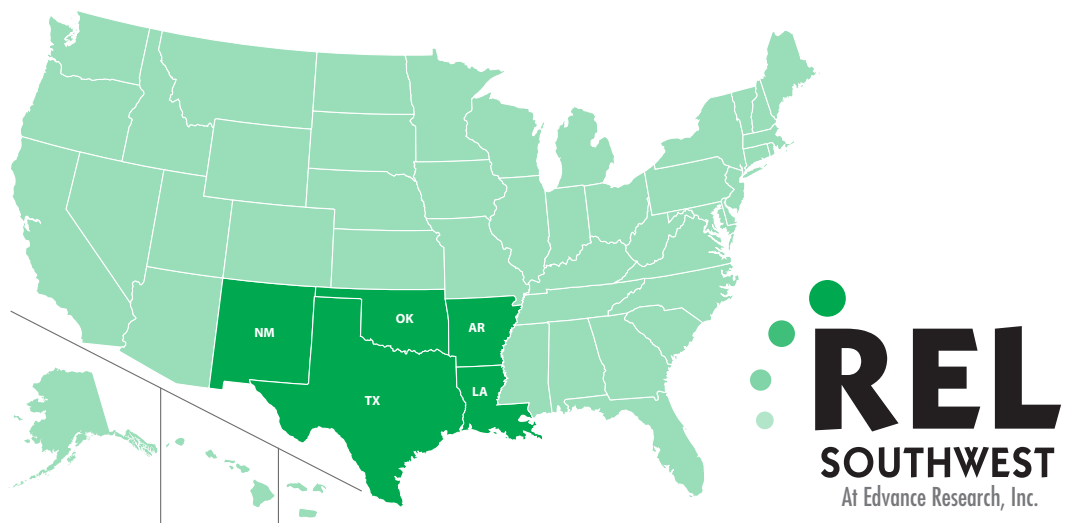 NM
OK
AR
TX
LA
REL
SOUTHWEST
At Edvance Research, Inc.